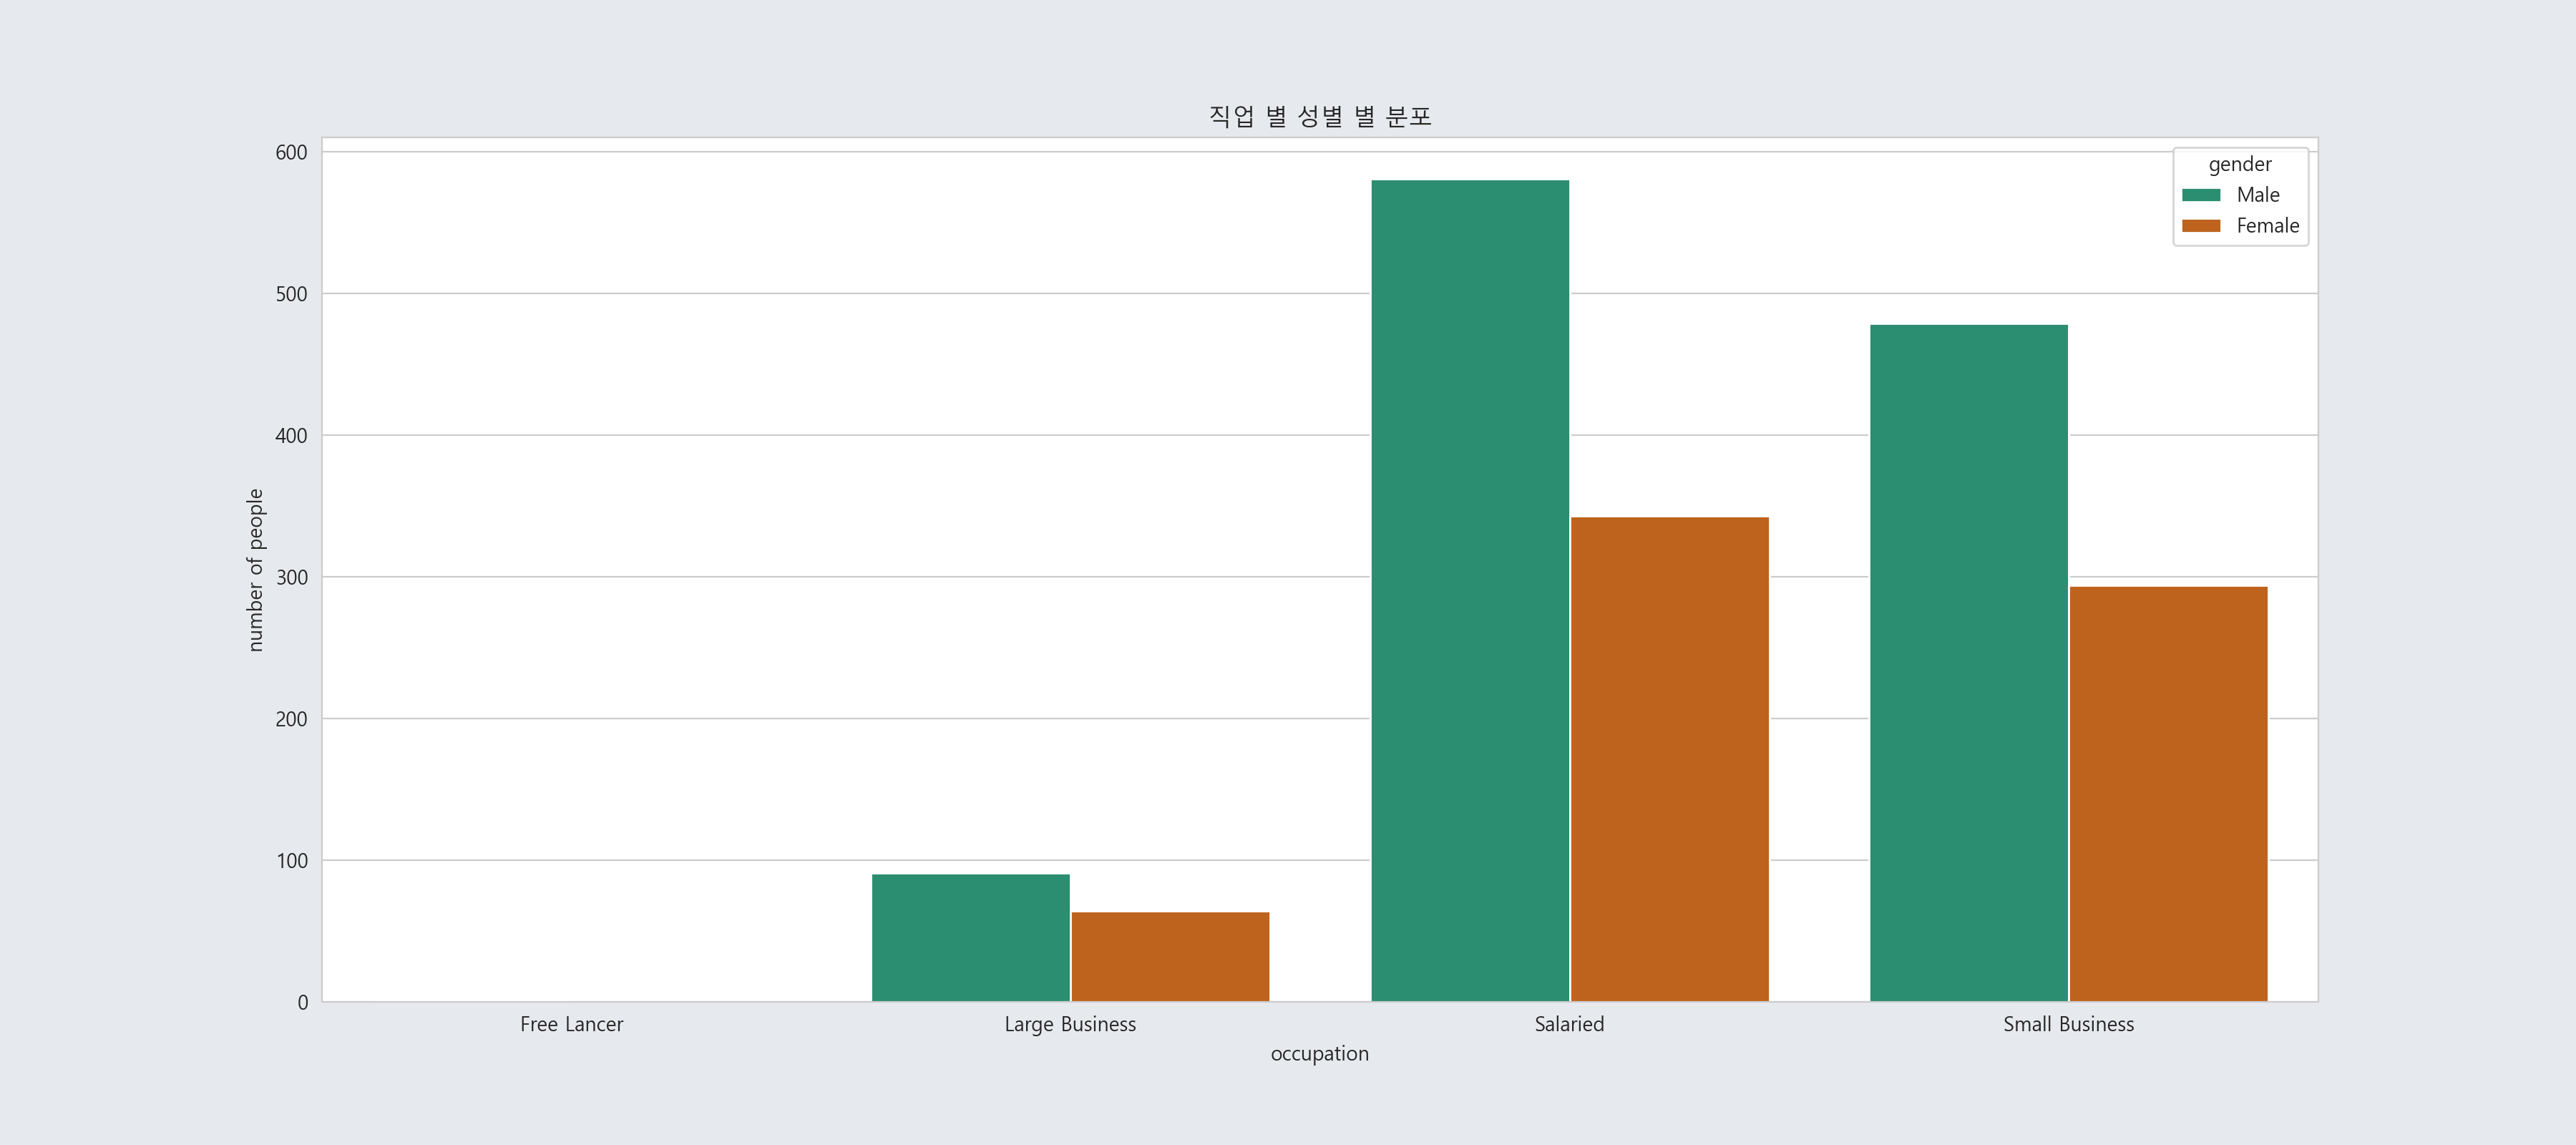 직업 별 성별 별 분포
600
500
400
300
200
100
0
number of people
gender
Male
Female
Free Lancer
Large Business
Salaried
Small Business
occupation